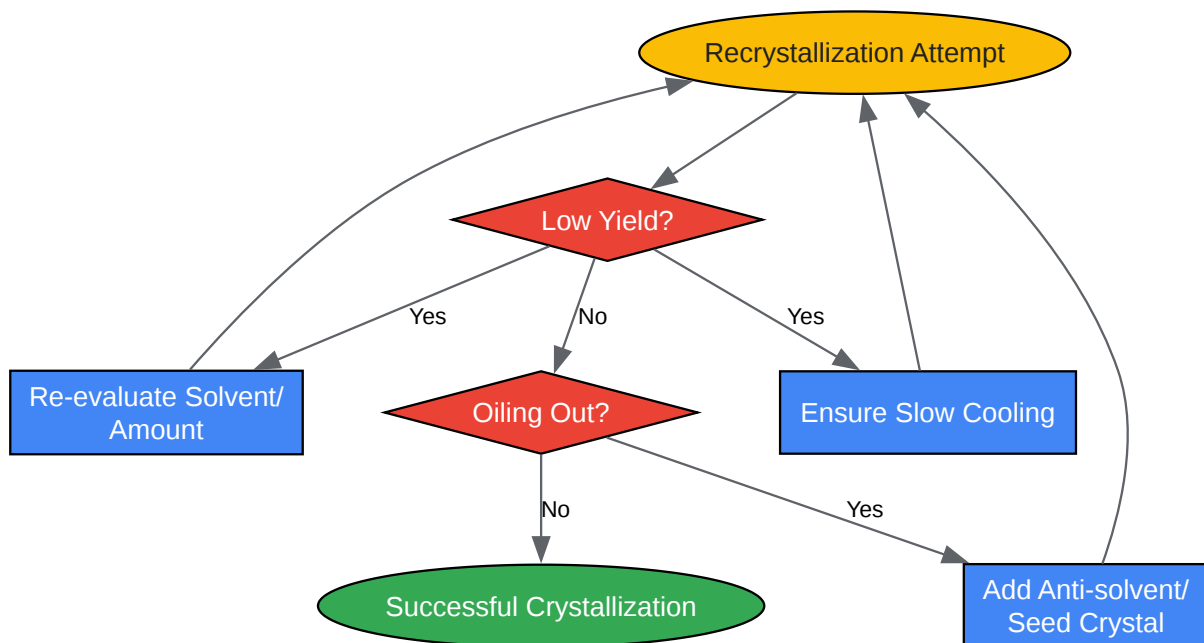 Recrystallization Attempt
Low Yield?
Yes
No
Yes
Re-evaluate Solvent/
Amount
Oiling Out?
Ensure Slow Cooling
No
Yes
Successful Crystallization
Add Anti-solvent/
Seed Crystal